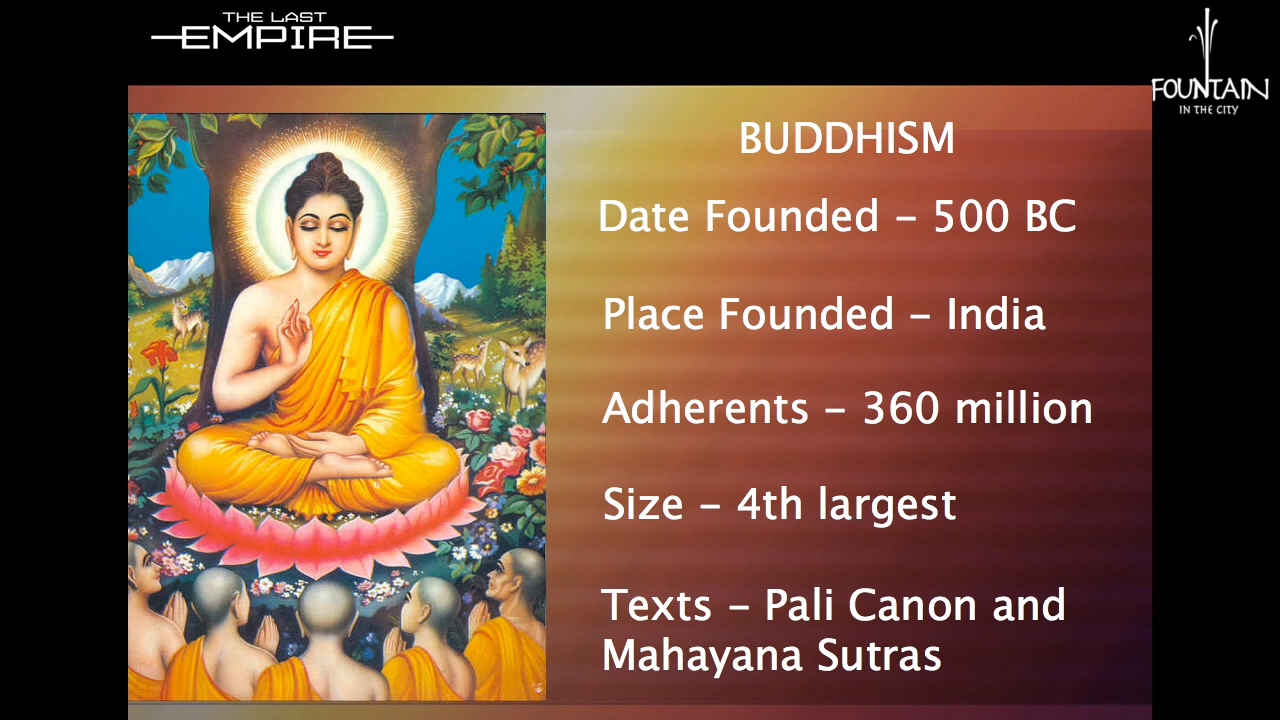 THE LAST
EMPIRE
FOUNTAIN
IN THE CITY
BUDDHISM
Date Founded – 500 BC
Place Founded – India
Adherents – 360 million
Size – 4th largest
Texts – Pali Canon and
Mahayana Sutras